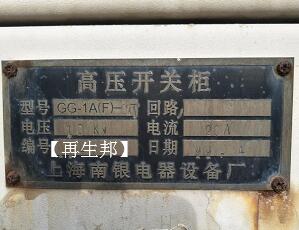 高压开关柜
型号 GG-1A(F)- 回路
电压 KV 电流 A
编号 日期
【再生邦】
上海南银电器设备厂